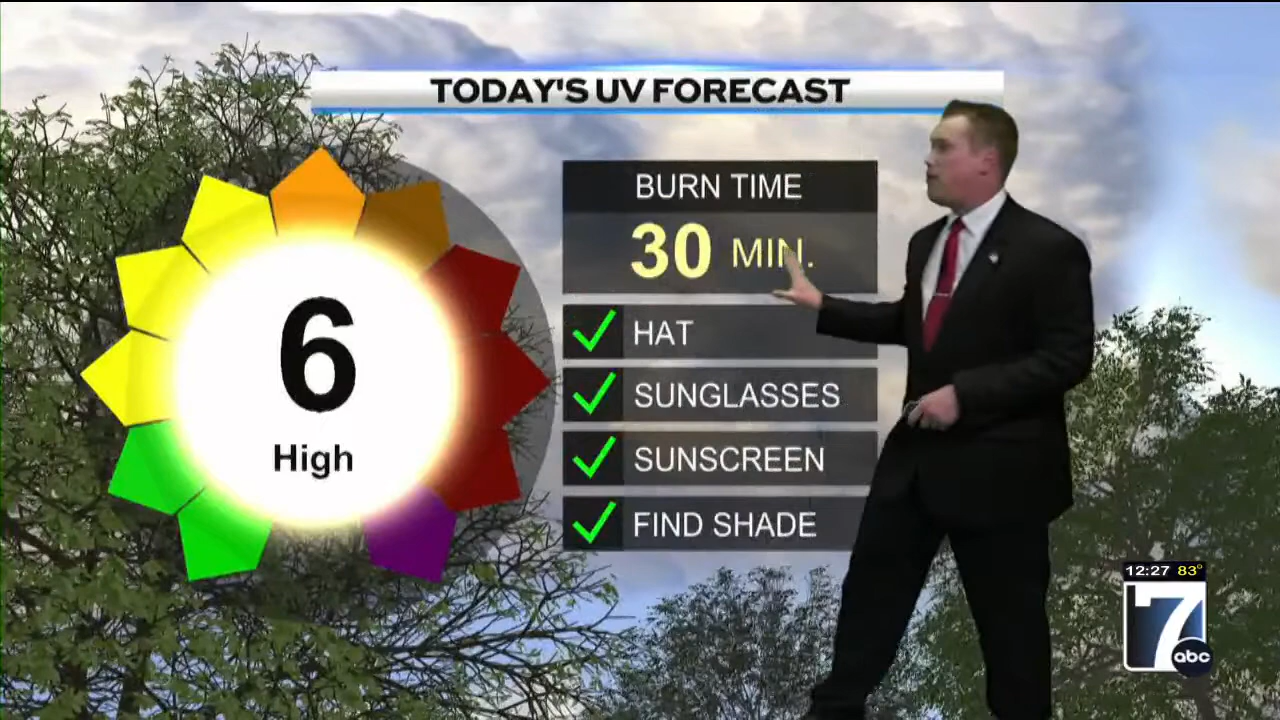 TODAY'S UV FORECAST
BURN TIME
30 MIN.
6
High
HAT
SUNGLASSES
SUNSCREEN
FIND SHADE
12:27 83°
7
abc